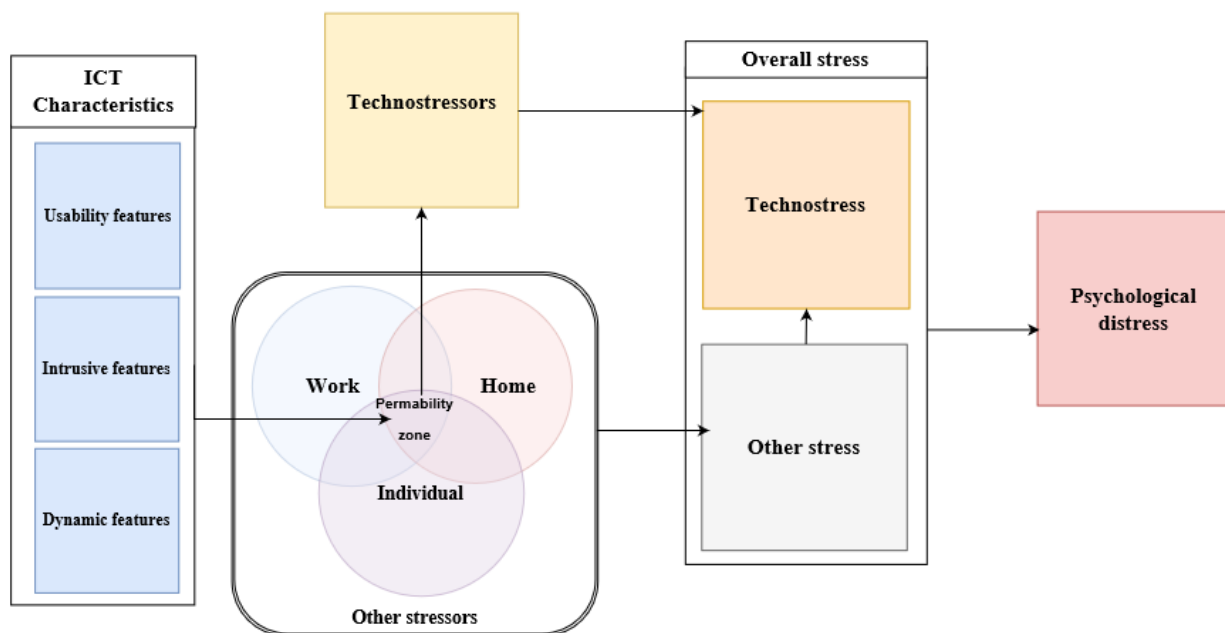 ICT
Characteristics
Usability features
Intrusive features
Dynamic features
Technostressors
Work
Home
Permability
zone
Individual
Other stressors
Overall stress
Technostress
Other stress
Psychological
distress